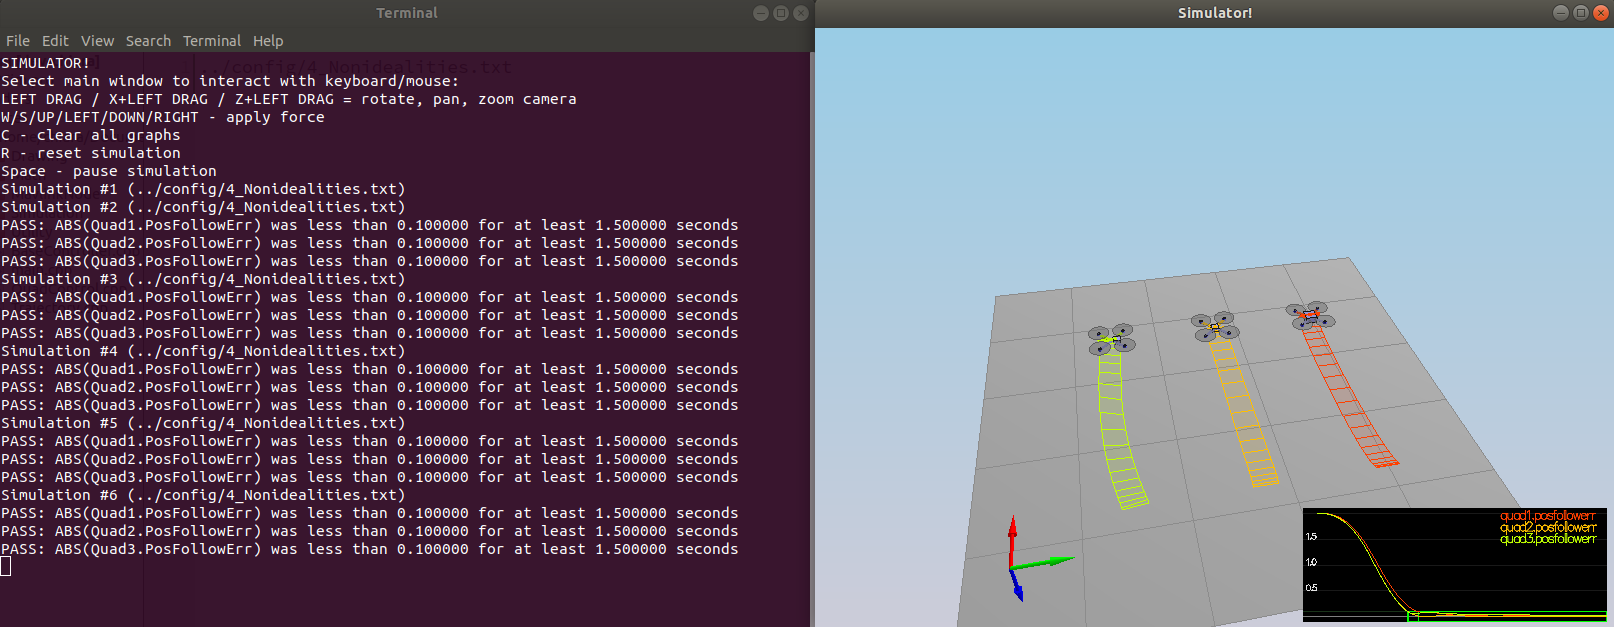 Terminal
File Edit View Search Terminal Help
SIMULATOR!
Select main window to interact with keyboard/mouse:
LEFT DRAG / X+LEFT DRAG / Z+LEFT DRAG = rotate, pan, zoom camera
W/S/UP/LEFT/DOWN/RIGHT - apply force
C - clear all graphs
R - reset simulation
Space - pause simulation
Simulation #1 (../config/4_Nonidealities.txt)
Simulation #2 (../config/4_Nonidealities.txt)
PASS: ABS(Quad1.PosFollowErr) was less than 0.100000 for at least 1.500000 seconds
PASS: ABS(Quad2.PosFollowErr) was less than 0.100000 for at least 1.500000 seconds
PASS: ABS(Quad3.PosFollowErr) was less than 0.100000 for at least 1.500000 seconds
Simulation #3 (../config/4_Nonidealities.txt)
PASS: ABS(Quad1.PosFollowErr) was less than 0.100000 for at least 1.500000 seconds
PASS: ABS(Quad2.PosFollowErr) was less than 0.100000 for at least 1.500000 seconds
PASS: ABS(Quad3.PosFollowErr) was less than 0.100000 for at least 1.500000 seconds
Simulation #4 (../config/4_Nonidealities.txt)
PASS: ABS(Quad1.PosFollowErr) was less than 0.100000 for at least 1.500000 seconds
PASS: ABS(Quad2.PosFollowErr) was less than 0.100000 for at least 1.500000 seconds
PASS: ABS(Quad3.PosFollowErr) was less than 0.100000 for at least 1.500000 seconds
Simulation #5 (../config/4_Nonidealities.txt)
PASS: ABS(Quad1.PosFollowErr) was less than 0.100000 for at least 1.500000 seconds
PASS: ABS(Quad2.PosFollowErr) was less than 0.100000 for at least 1.500000 seconds
PASS: ABS(Quad3.PosFollowErr) was less than 0.100000 for at least 1.500000 seconds
Simulation #6 (../config/4_Nonidealities.txt)
PASS: ABS(Quad1.PosFollowErr) was less than 0.100000 for at least 1.500000 seconds
PASS: ABS(Quad2.PosFollowErr) was less than 0.100000 for at least 1.500000 seconds
PASS: ABS(Quad3.PosFollowErr) was less than 0.100000 for at least 1.500000 seconds
../config/4_Nonidealities.txt
Simulator!
quad1.posfollowerr
quad2.posfollowerr
quad3.posfollowerr
1.5
1.0
0.5